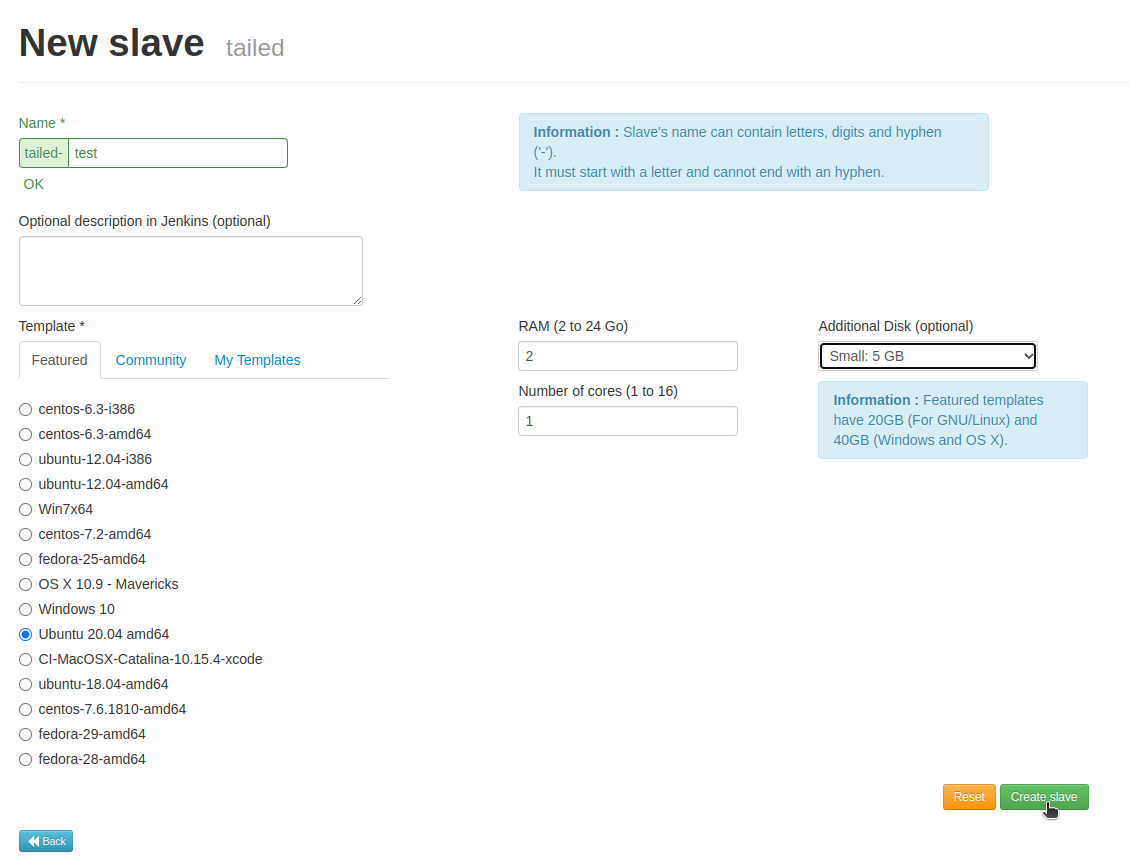 New slave tailed
Name *
tailed- test
OK
Information : Slave's name can contain letters, digits and hyphen
('-').
It must start with a letter and cannot end with an hyphen.
Optional description in Jenkins (optional)
Template *
Featured Community My Templates
centos-6.3-i386
centos-6.3-amd64
ubuntu-12.04-i386
ubuntu-12.04-amd64
Win7x64
centos-7.2-amd64
fedora-25-amd64
OS X 10.9 - Mavericks
Windows 10
Ubuntu 20.04 amd64
CI-MacOSX-Catalina-10.15.4-xcode
ubuntu-18.04-amd64
centos-7.6.1810-amd64
fedora-29-amd64
fedora-28-amd64
RAM (2 to 24 Go)
2
Number of cores (1 to 16)
1
Additional Disk (optional)
Small: 5 GB
Information : Featured templates
have 20GB (For GNU/Linux) and
40GB (Windows and OS X).
Reset Create slave
Back